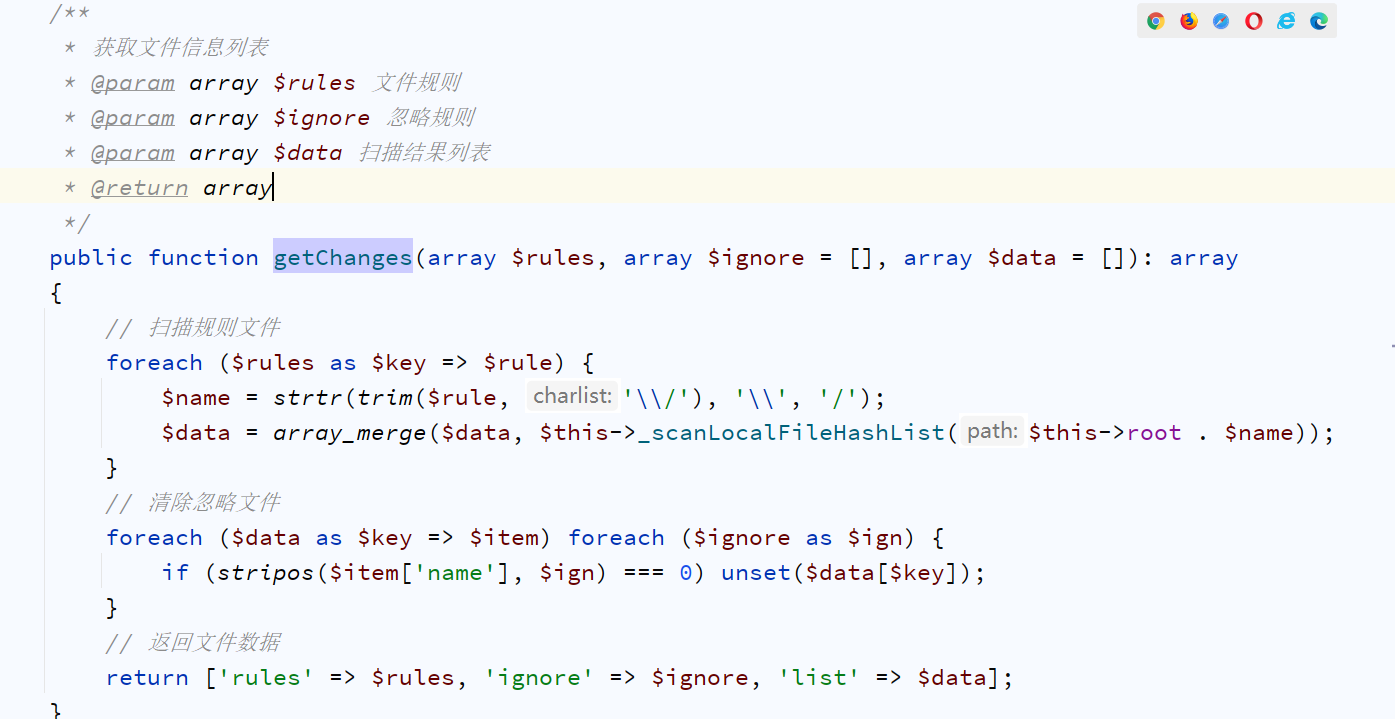 /**
* 获取文件信息列表
* @param array $rules 文件规则
* @param array $ignore 忽略规则
* @param array $data 扫描结果列表
* @return array
*/
public function getChanges(array $rules, array $ignore = [], array $data = []): array
{
// 扫描规则文件
foreach ($rules as $key => $rule) {
$name = strtr(trim($rule, charlist: '\\/'), '\\', '/');
$data = array_merge($data, $this->_scanLocalFileHashList( path: $this->root . $name));
}
// 清除忽略文件
foreach ($data as $key => $item) foreach ($ignore as $ign) {
if (stripos($item['name'], $ign) === 0) unset($data[$key]);
}
// 返回文件数据
return ['rules' => $rules, 'ignore' => $ignore, 'list' => $data];
}